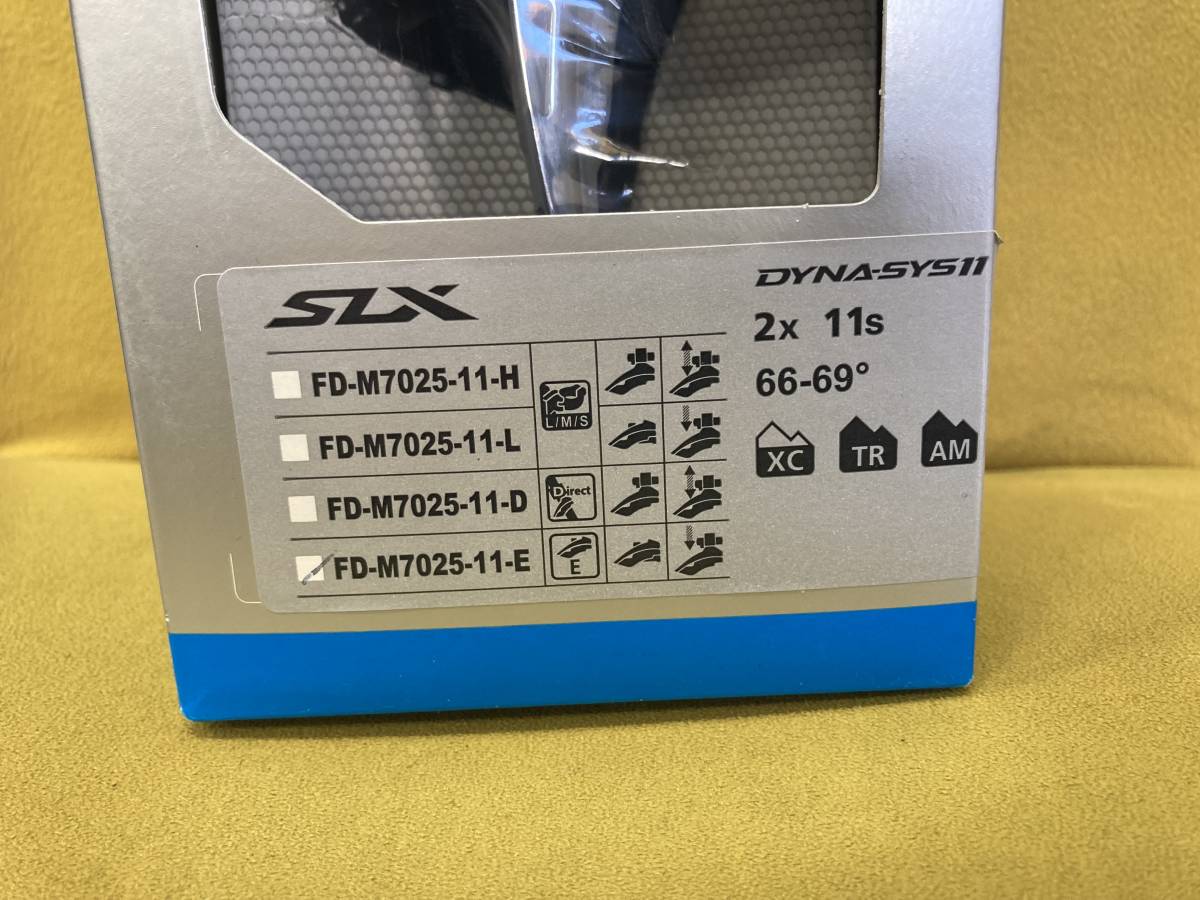 SLX
DYNA-SYS11
2x 11s
66-69°
FD-M7025-11-H
L/M/S
FD-M7025-11-L
FD-M7025-11-D
Direct
FD-M7025-11-E
E
XC
TR
AM